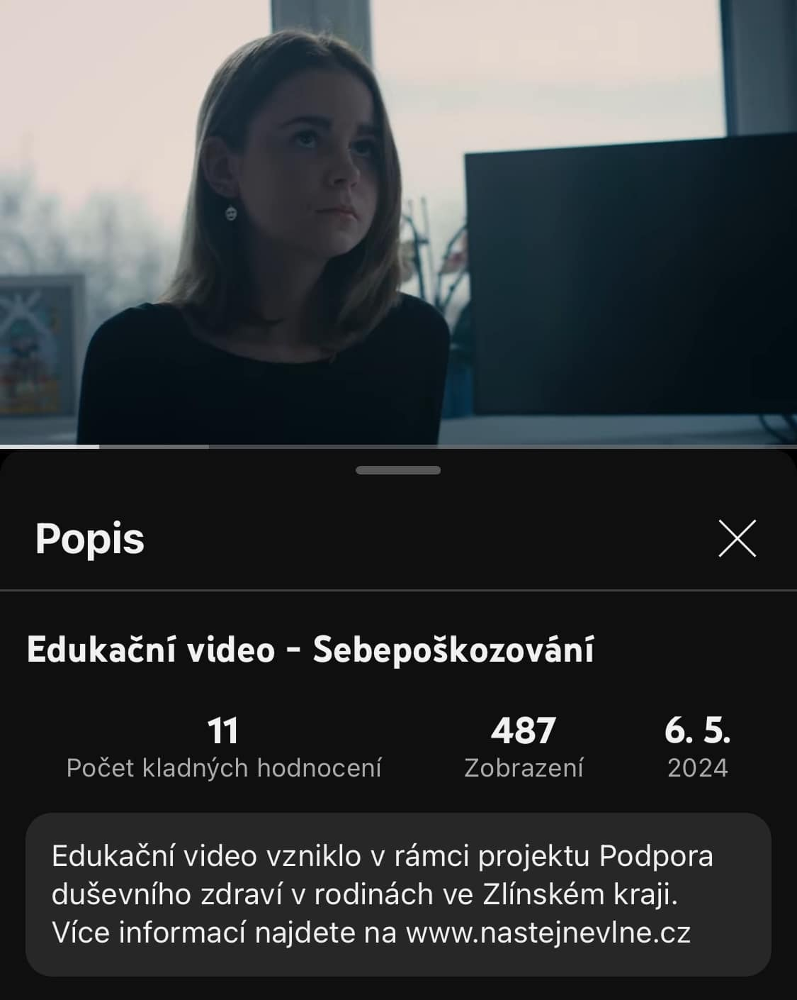 Popis
Edukační video - Sebepoškozování
11
Počet kladných hodnocení
487
Zobrazení
6. 5.
2024
Edukační video vzniklo v rámci projektu Podpora
duševního zdraví v rodinách ve Zlínském kraji.
Více informací najdete na www.nastejnevlne.cz